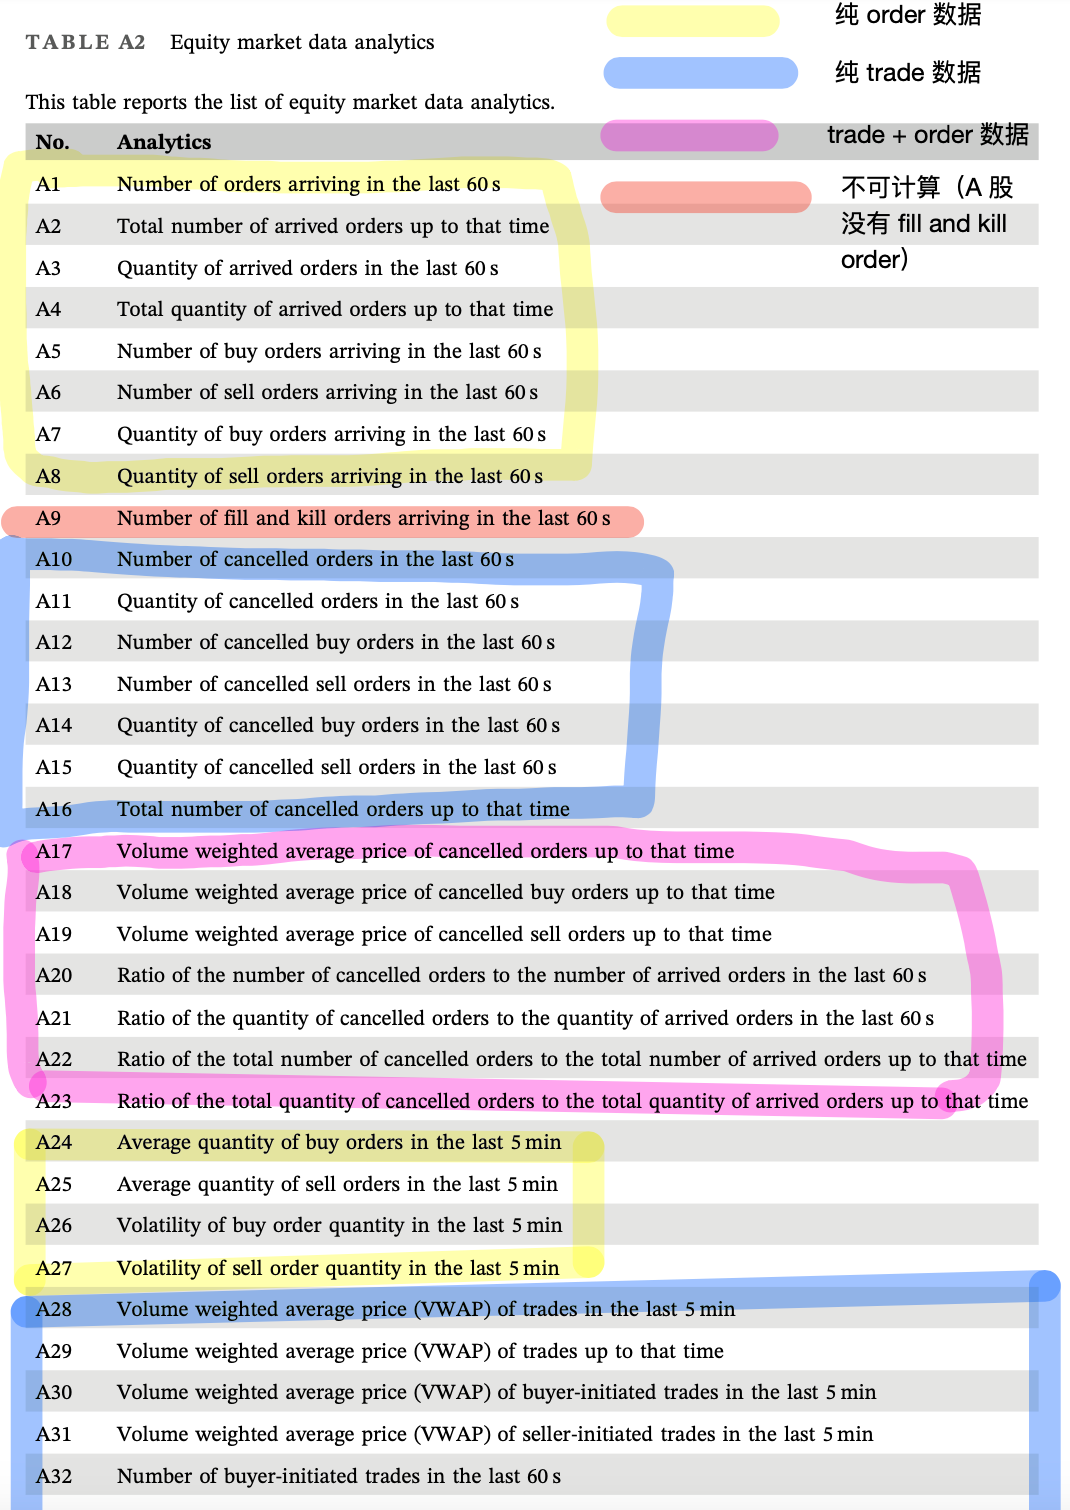 纯 order 数据
TABLE A2 Equity market data analytics
纯 trade 数据
This table reports the list of equity market data analytics.
trade + order 数据
No. Analytics
A1 Number of orders arriving in the last 60 s
不可计算（A 股
没有 fill and kill
order）
A2 Total number of arrived orders up to that time
A3 Quantity of arrived orders in the last 60 s
A4 Total quantity of arrived orders up to that time
A5 Number of buy orders arriving in the last 60 s
A6 Number of sell orders arriving in the last 60 s
A7 Quantity of buy orders arriving in the last 60 s
A8 Quantity of sell orders arriving in the last 60 s
A9 Number of fill and kill orders arriving in the last 60 s
A10 Number of cancelled orders in the last 60 s
A11 Quantity of cancelled orders in the last 60 s
A12 Number of cancelled buy orders in the last 60 s
A13 Number of cancelled sell orders in the last 60 s
A14 Quantity of cancelled buy orders in the last 60 s
A15 Quantity of cancelled sell orders in the last 60 s
A16 Total number of cancelled orders up to that time
A17 Volume weighted average price of cancelled orders up to that time
A18 Volume weighted average price of cancelled buy orders up to that time
A19 Volume weighted average price of cancelled sell orders up to that time
A20 Ratio of the number of cancelled orders to the number of arrived orders in the last 60 s
A21 Ratio of the quantity of cancelled orders to the quantity of arrived orders in the last 60 s
A22 Ratio of the total number of cancelled orders to the total number of arrived orders up to that time
A23 Ratio of the total quantity of cancelled orders to the total quantity of arrived orders up to that time
A24 Average quantity of buy orders in the last 5 min
A25 Average quantity of sell orders in the last 5 min
A26 Volatility of buy order quantity in the last 5 min
A27 Volatility of sell order quantity in the last 5 min
A28 Volume weighted average price (VWAP) of trades in the last 5 min
A29 Volume weighted average price (VWAP) of trades up to that time
A30 Volume weighted average price (VWAP) of buyer-initiated trades in the last 5 min
A31 Volume weighted average price (VWAP) of seller-initiated trades in the last 5 min
A32 Number of buyer-initiated trades in the last 60 s